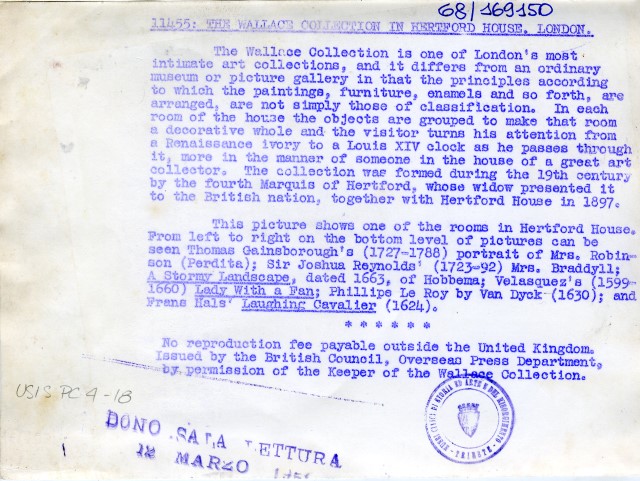 68/169150
11455: THE WALLACE COLLECTION IN HERTFORD HOUSE, LONDON.
The Wallace Collection is one of London's most
intimate art collections, and it differs from an ordinary
museum or picture gallery in that the principles according
to which the paintings, furniture, enamels and so forth, are
arranged, are not simply those of classification. In each
room of the house the objects are grouped to make that room
a decorative whole and the visitor turns his attention from
a Renaissance ivory to a Louis XIV clock as he passes through
it, more in the manner of someone in the house of a great art
collector. The collection was formed during the 19th century
by the fourth Marquis of Hertford, whose widow presented it
to the British nation, together with Hertford House in 1897.
This picture shows one of the rooms in Hertford House.
From left to right on the bottom level of pictures can be
seen Thomas Gainsborough's (1727-1788) portrait of Mrs. Robin-
son (Perdita); Sir Joshua Reynolds' (1723-92) Mrs. Braddyll;
A Stormy Landscape, dated 1663, of Hobbema; Velasquez's (1599-
1660) Lady With a Fan; Phillipe Le Roy by Van Dyck (1630); and
Frans Hals' Laughing Cavalier (1624).
* * * * * *
No reproduction fee payable outside the United Kingdom.
Issued by the British Council, Overseas Press Department,
by permission of the Keeper of the Wallace Collection.
USIS-PC 4-18
DONO SALA LETTURA
12 MARZO
MUSEI CIVICI DI STORIA ED ARTE E DEL RISORGIMENTO
TRIESTE